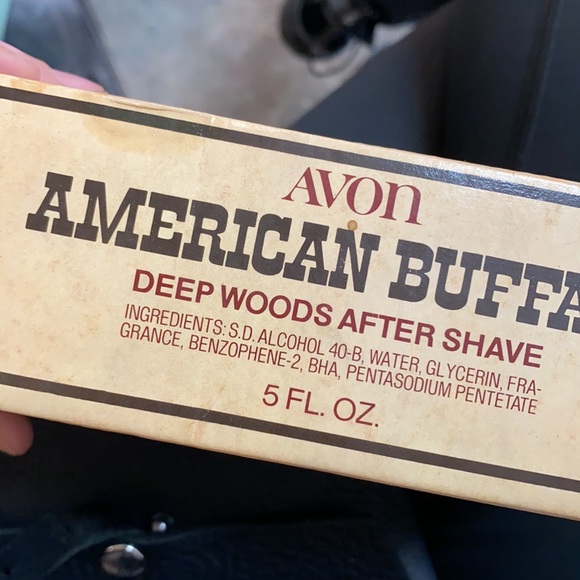 AVON
AMERICAN BUFFA
DEEP WOODS AFTER SHAVE
INGREDIENTS: S.D. ALCOHOL 40-B, WATER, GLYCERIN, FRA-
GRANCE, BENZOPHENE-2, BHA, PENTASODIUM PENTETATE
5 FL. OZ.